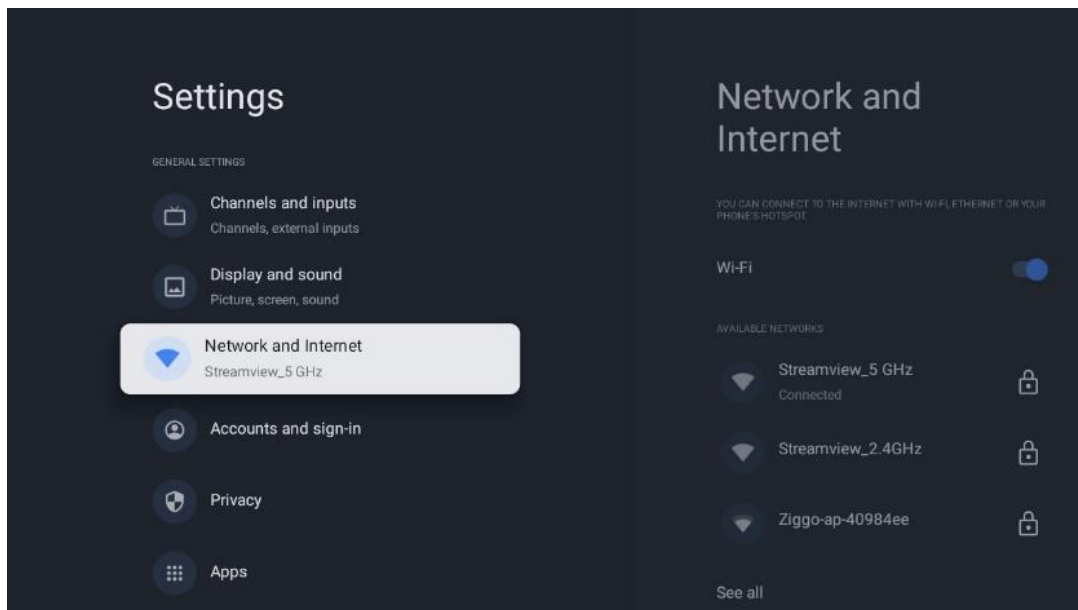 Settings
GENERAL SETTINGS
Channels and inputs
Channels, external inputs
Display and sound
Picture, screen, sound
Network and Internet
Streamview_5 GHz
Accounts and sign-in
Privacy
Apps
Network and
Internet
YOU CAN CONNECT TO THE INTERNET WITH WI-FI, ETHERNET OR YOUR
PHONE'S HOTSPOT.
Wi-Fi
AVAILABLE NETWORKS
Streamview_5 GHz
Connected
Streamview_2.4GHz
Ziggo-ap-40984ee
See all